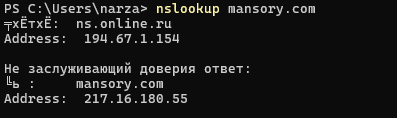 PS C:\Users\narza> nslookup mansory.com
╤хЁтхЁ:  ns.online.ru
Address:  194.67.1.154

Не заслуживающий доверия ответ:
╚ь :     mansory.com
Address:  217.16.180.55